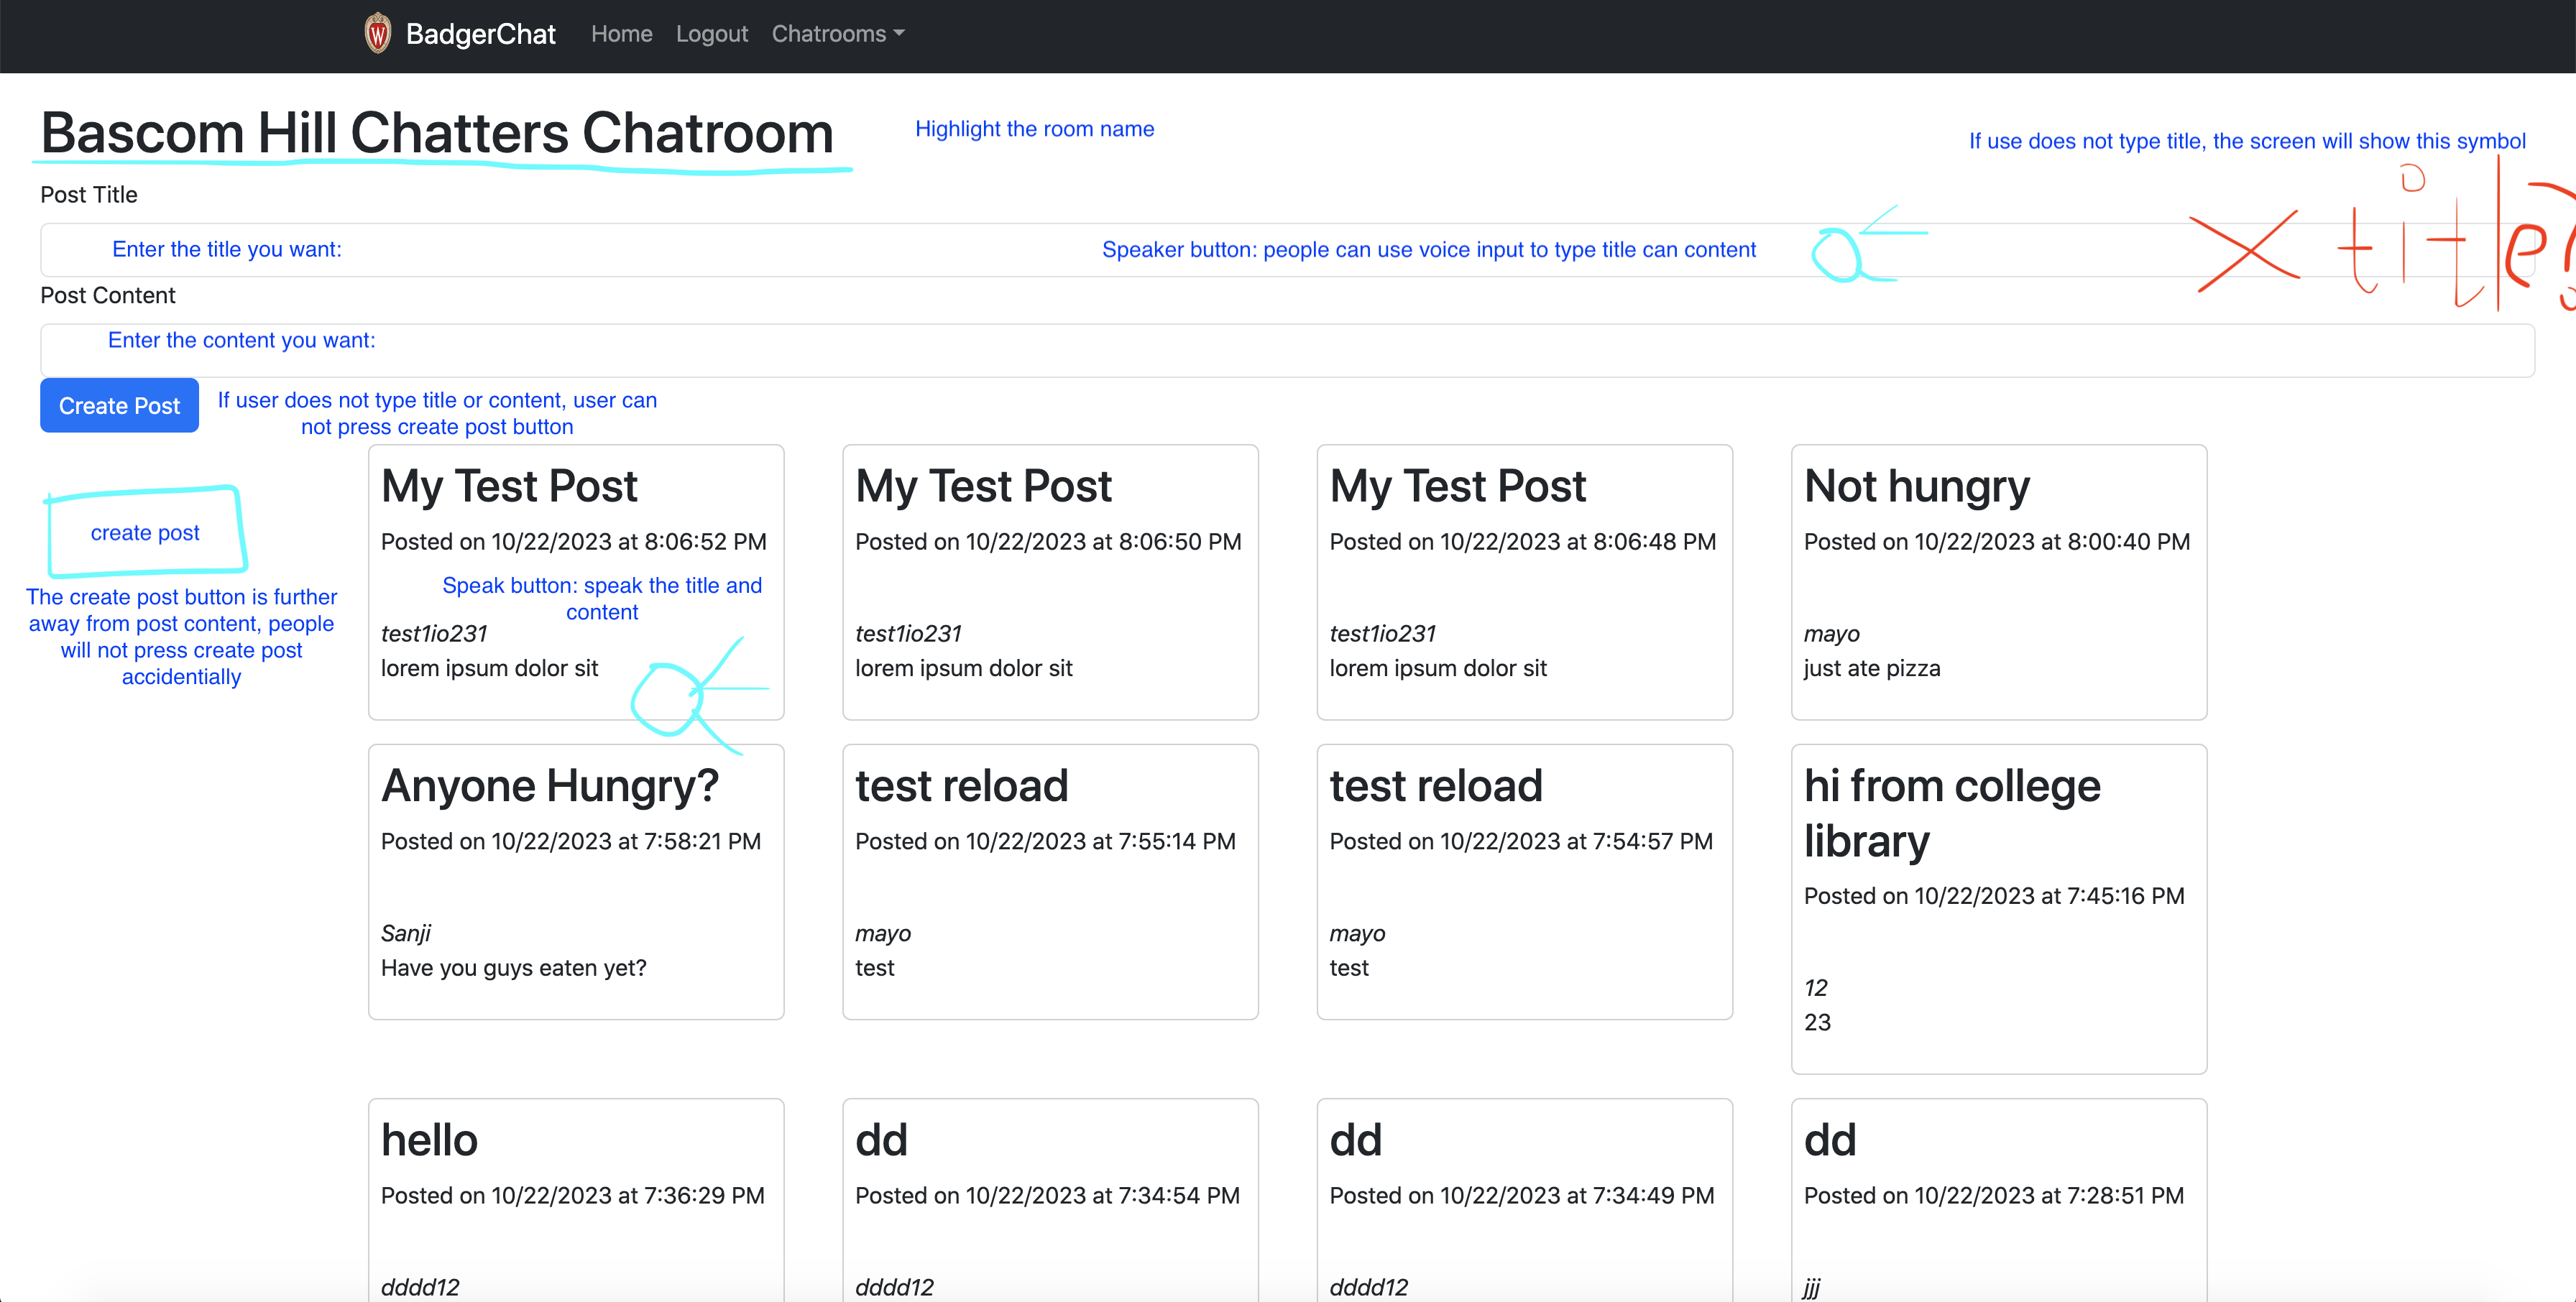 BadgerChat Home Logout Chatrooms
Bascom Hill Chatters Chatroom
Highlight the room name
If use does not type title, the screen will show this symbol
Post Title
Enter the title you want:
Speaker button: people can use voice input to type title can content
X title
Post Content
Enter the content you want:
Create Post
If user does not type title or content, user can
not press create post button
create post
The create post button is further
away from post content, people
will not press create post
accidentially
My Test Post
Posted on 10/22/2023 at 8:06:52 PM
Speak button: speak the title and
content
test1io231
lorem ipsum dolor sit
My Test Post
Posted on 10/22/2023 at 8:06:50 PM
test1io231
lorem ipsum dolor sit
My Test Post
Posted on 10/22/2023 at 8:06:48 PM
test1io231
lorem ipsum dolor sit
Not hungry
Posted on 10/22/2023 at 8:00:40 PM
mayo
just ate pizza
Anyone Hungry?
Posted on 10/22/2023 at 7:58:21 PM
Sanji
Have you guys eaten yet?
test reload
Posted on 10/22/2023 at 7:55:14 PM
mayo
test
test reload
Posted on 10/22/2023 at 7:54:57 PM
mayo
test
hi from college
library
Posted on 10/22/2023 at 7:45:16 PM
12
23
hello
Posted on 10/22/2023 at 7:36:29 PM
dddd12
dd
Posted on 10/22/2023 at 7:34:54 PM
dddd12
dd
Posted on 10/22/2023 at 7:34:49 PM
dddd12
dd
Posted on 10/22/2023 at 7:28:51 PM
jjj